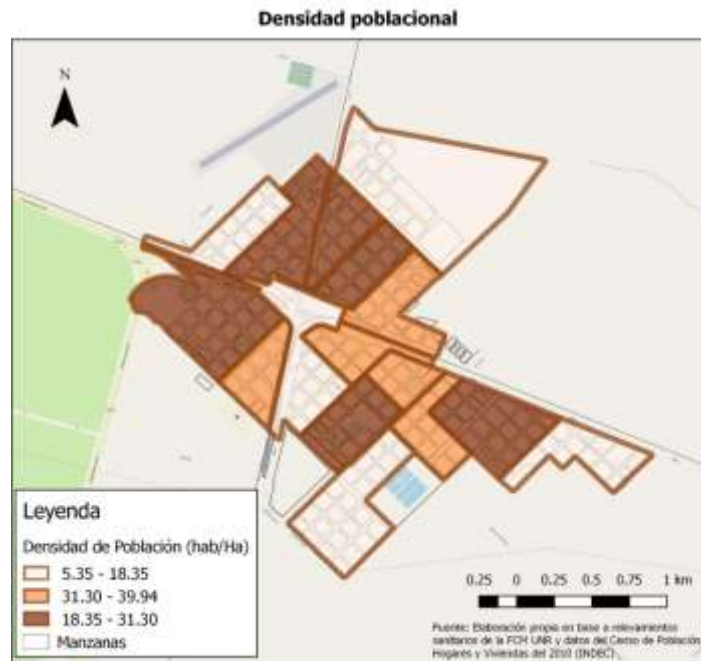 Densidad poblacional
N
Leyenda
Densidad de Población (hab/Ha)
5.35 - 18.35
31.30 - 39.94
18.35 - 31.30
Manzanas
0.25 0 0.25 0.5 0.75 1 km
Fuente: Elaboración propia en base a relevamientos
sanitarios de la FCM UNR y datos del Censo de Población
Hogares y Viviendas del 2010 (INDEC)